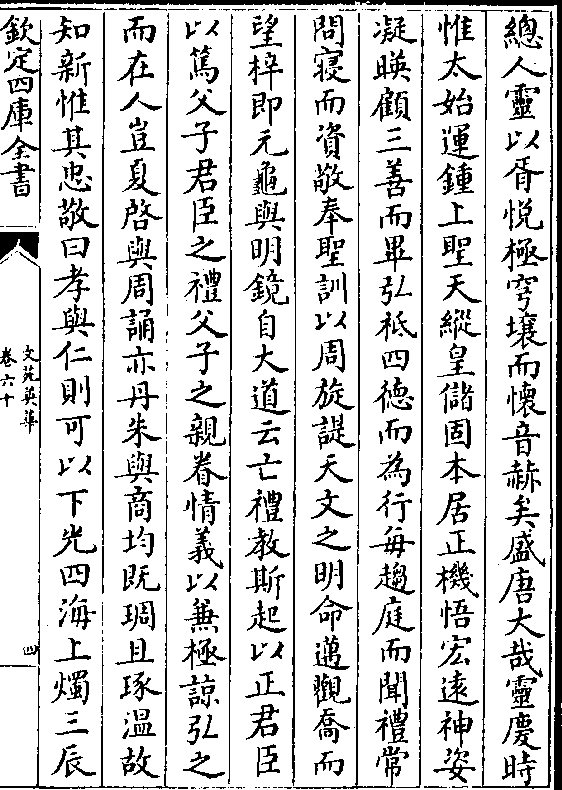 總人靈以胥悅極穹壤而懷音赫矣盛唐大哉靈慶時
惟太始運鍾上聖天縱皇儲固本居正機悟宏逺神姿
凝暎顧三善而畢弘祗四德而為行每趨庭而聞禮常
問寢而資敬奉聖訓以周旋諟天文之明命邁觀喬而
望梓即元龜與明鏡自大道云亡禮教斯起以正君臣
以篤父子君臣之禮父子之親眷情義以兼極諒弘之
而在人豈夏啓與周誦亦丹朱與商均既琱且琢溫故
知新惟其忠敬曰孝與仁則可以下光四海上燭三辰
欽定四庫全書
文苑英華
卷六十
四